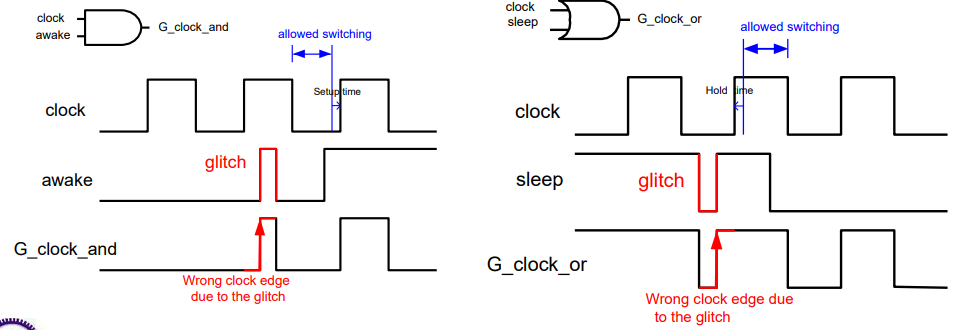 clock
awake
G_clock_and
allowed switching
Setup time
clock
glitch
awake
G_clock_and
Wrong clock edge
due to the glitch
clock
sleep
G_clock_or
allowed switching
Hold time
clock
sleep
glitch
G_clock_or
Wrong clock edge due
to the glitch